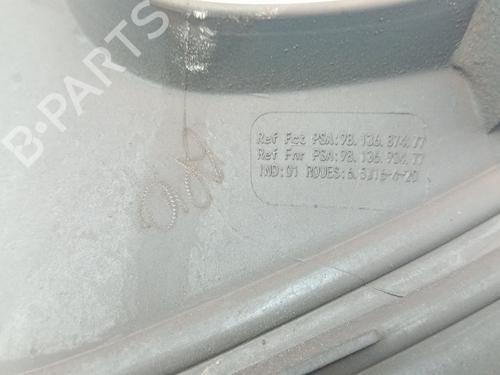 B-PARTS
Ref Fct PSA:98.136.874.77
Ref Fnr PSA:98.136.904.77
IND:01 ROUES:6.5J16-4-20